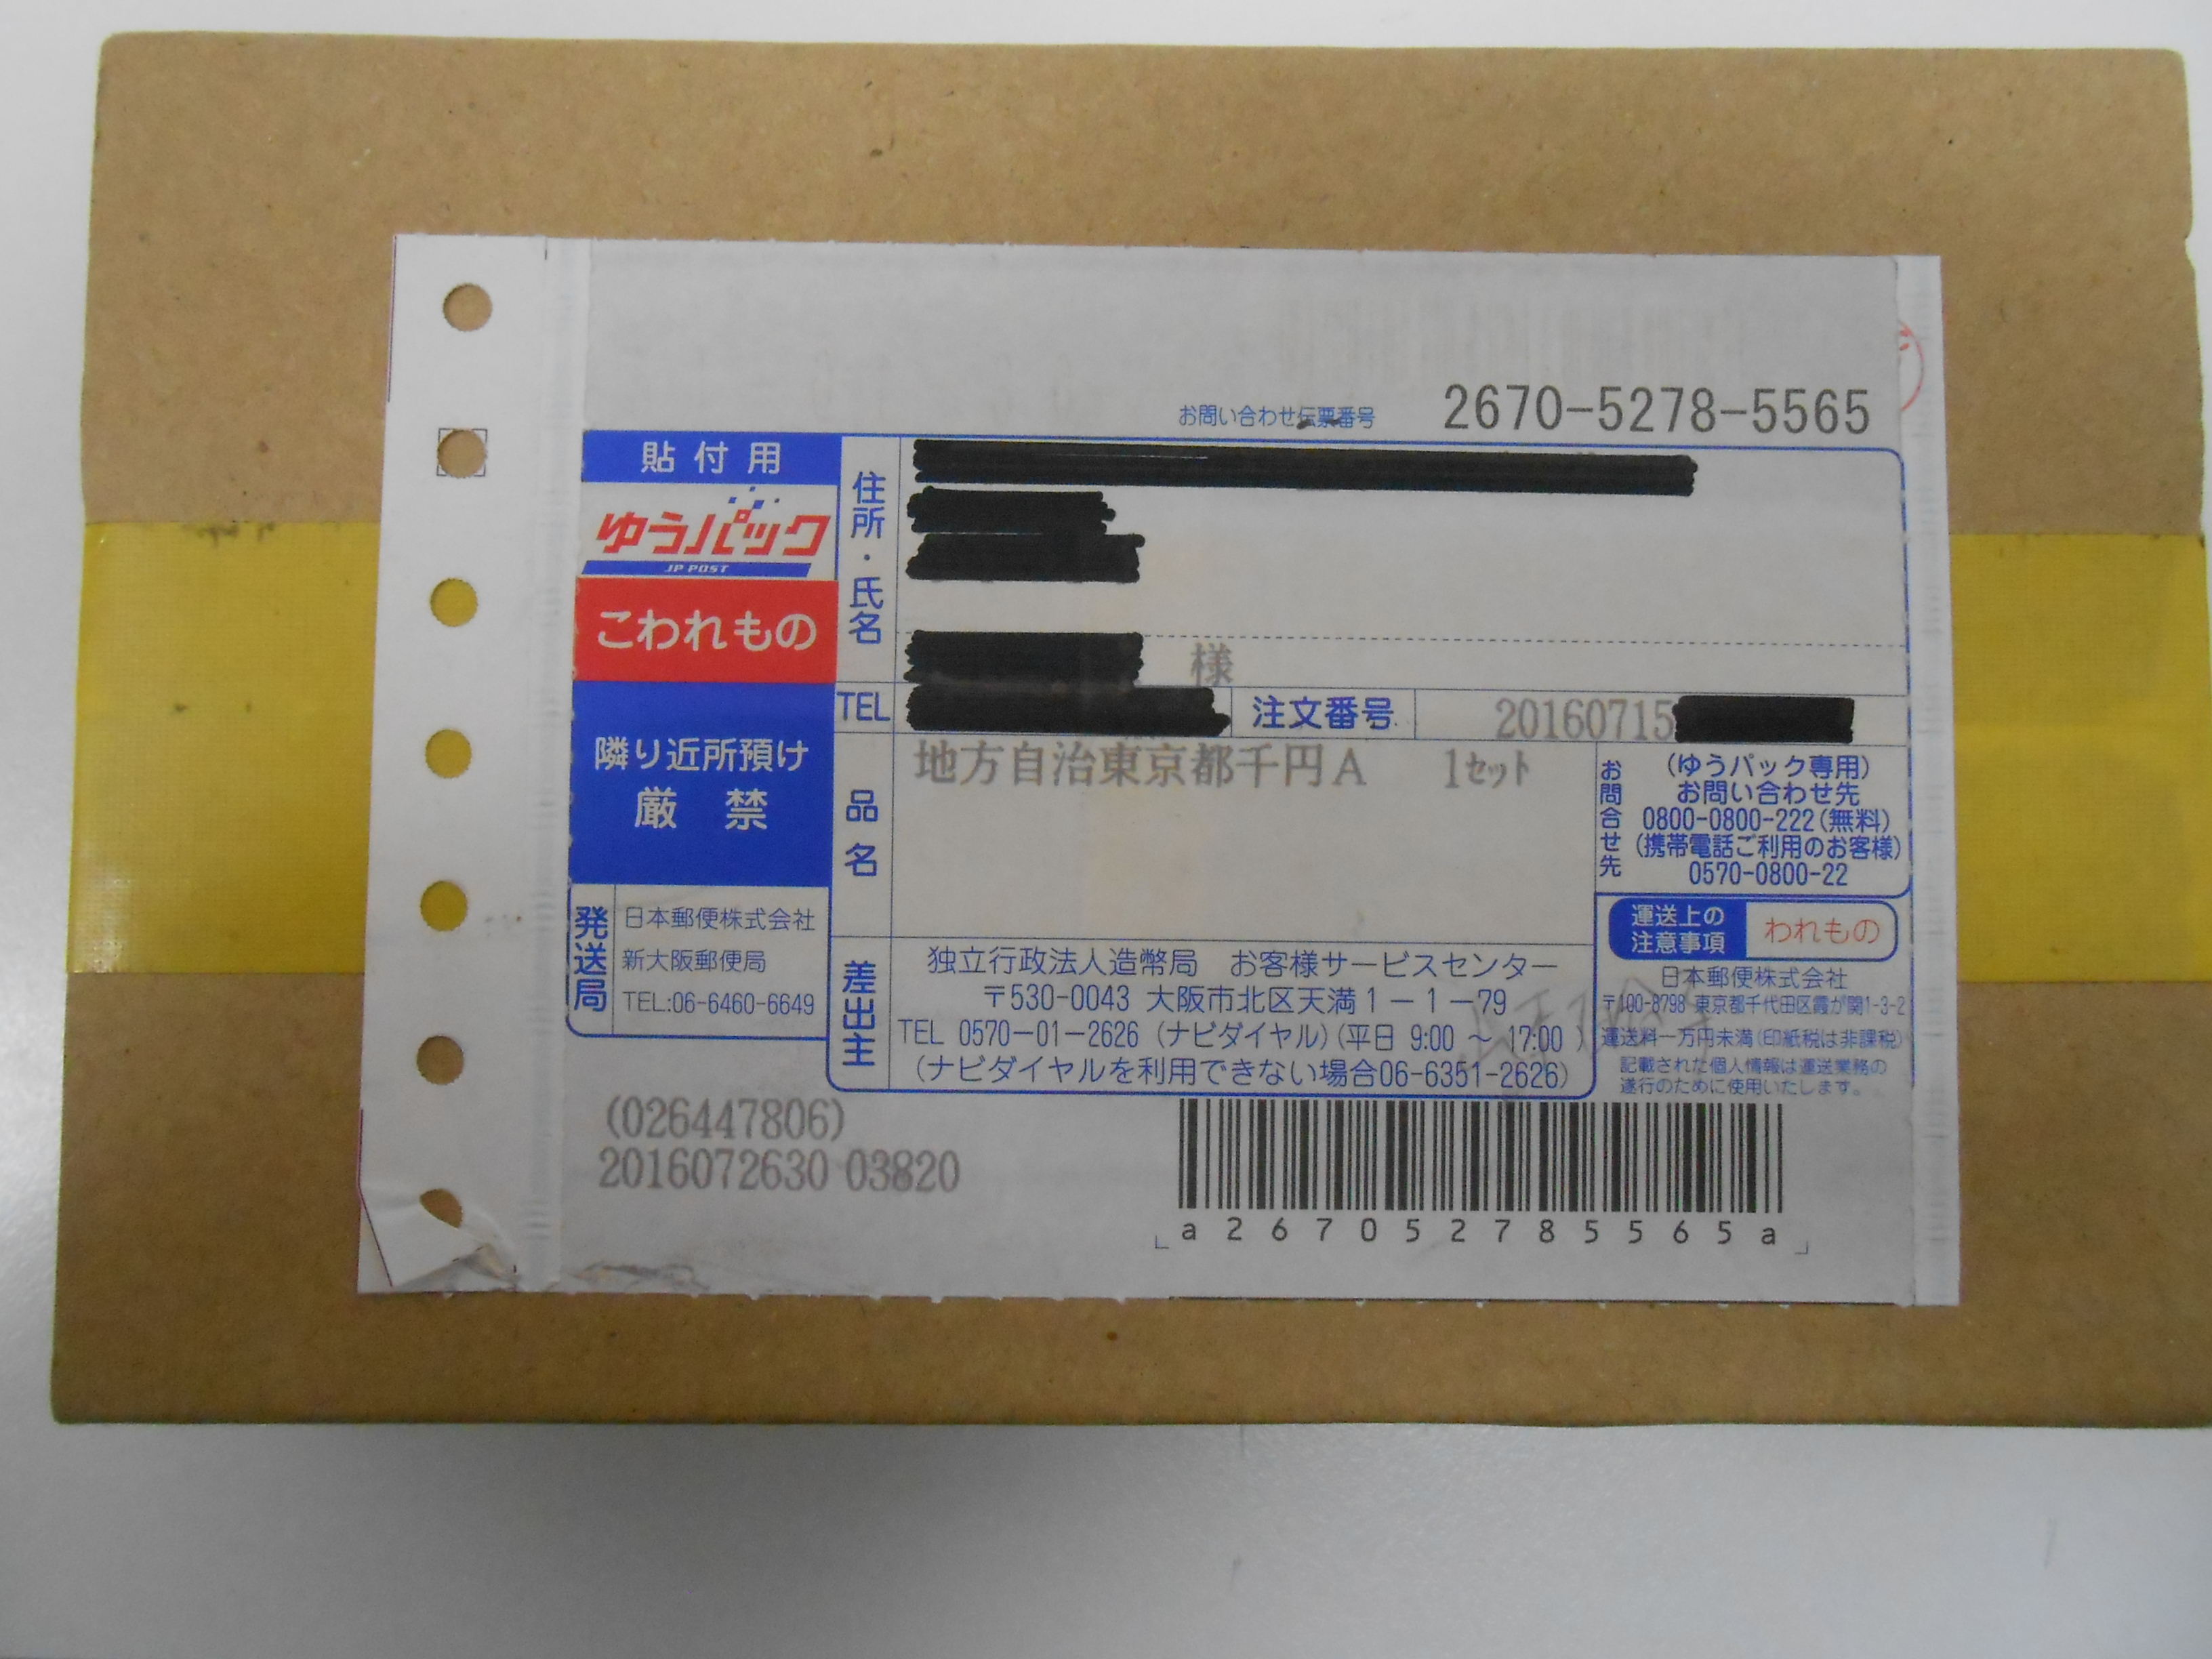 お問い合わせ伝票番号 2670-5278-5565
貼付用
ゆうパック
JP POST
こわれもの
隣り近所預け
厳禁
住所・氏名
様
TEL
注文番号 20160715
品名
地方自治東京都千円A 1セット
お問合せ先
(ゆうパック専用)
お問い合わせ先
0800-0800-222(無料)
(携帯電話ご利用のお客様)
0570-0800-22
運送上の
注意事項
われもの
発送局
日本郵便株式会社
新大阪郵便局
TEL:06-6460-6649
差出主
独立行政法人造幣局 お客様サービスセンター
〒530-0043 大阪市北区天満1-1-79
TEL 0570-01-2626 (ナビダイヤル)(平日 9:00 ~ 17:00 )
(ナビダイヤルを利用できない場合06-6351-2626)
日本郵便株式会社
〒100-8798 東京都千代田区霞が関1-3-2
運送料一万円未満(印紙税は非課税)
記載された個人情報は運送業務の
遂行のために使用いたします。
(026447806)
2016072630 03820
a267052785565a